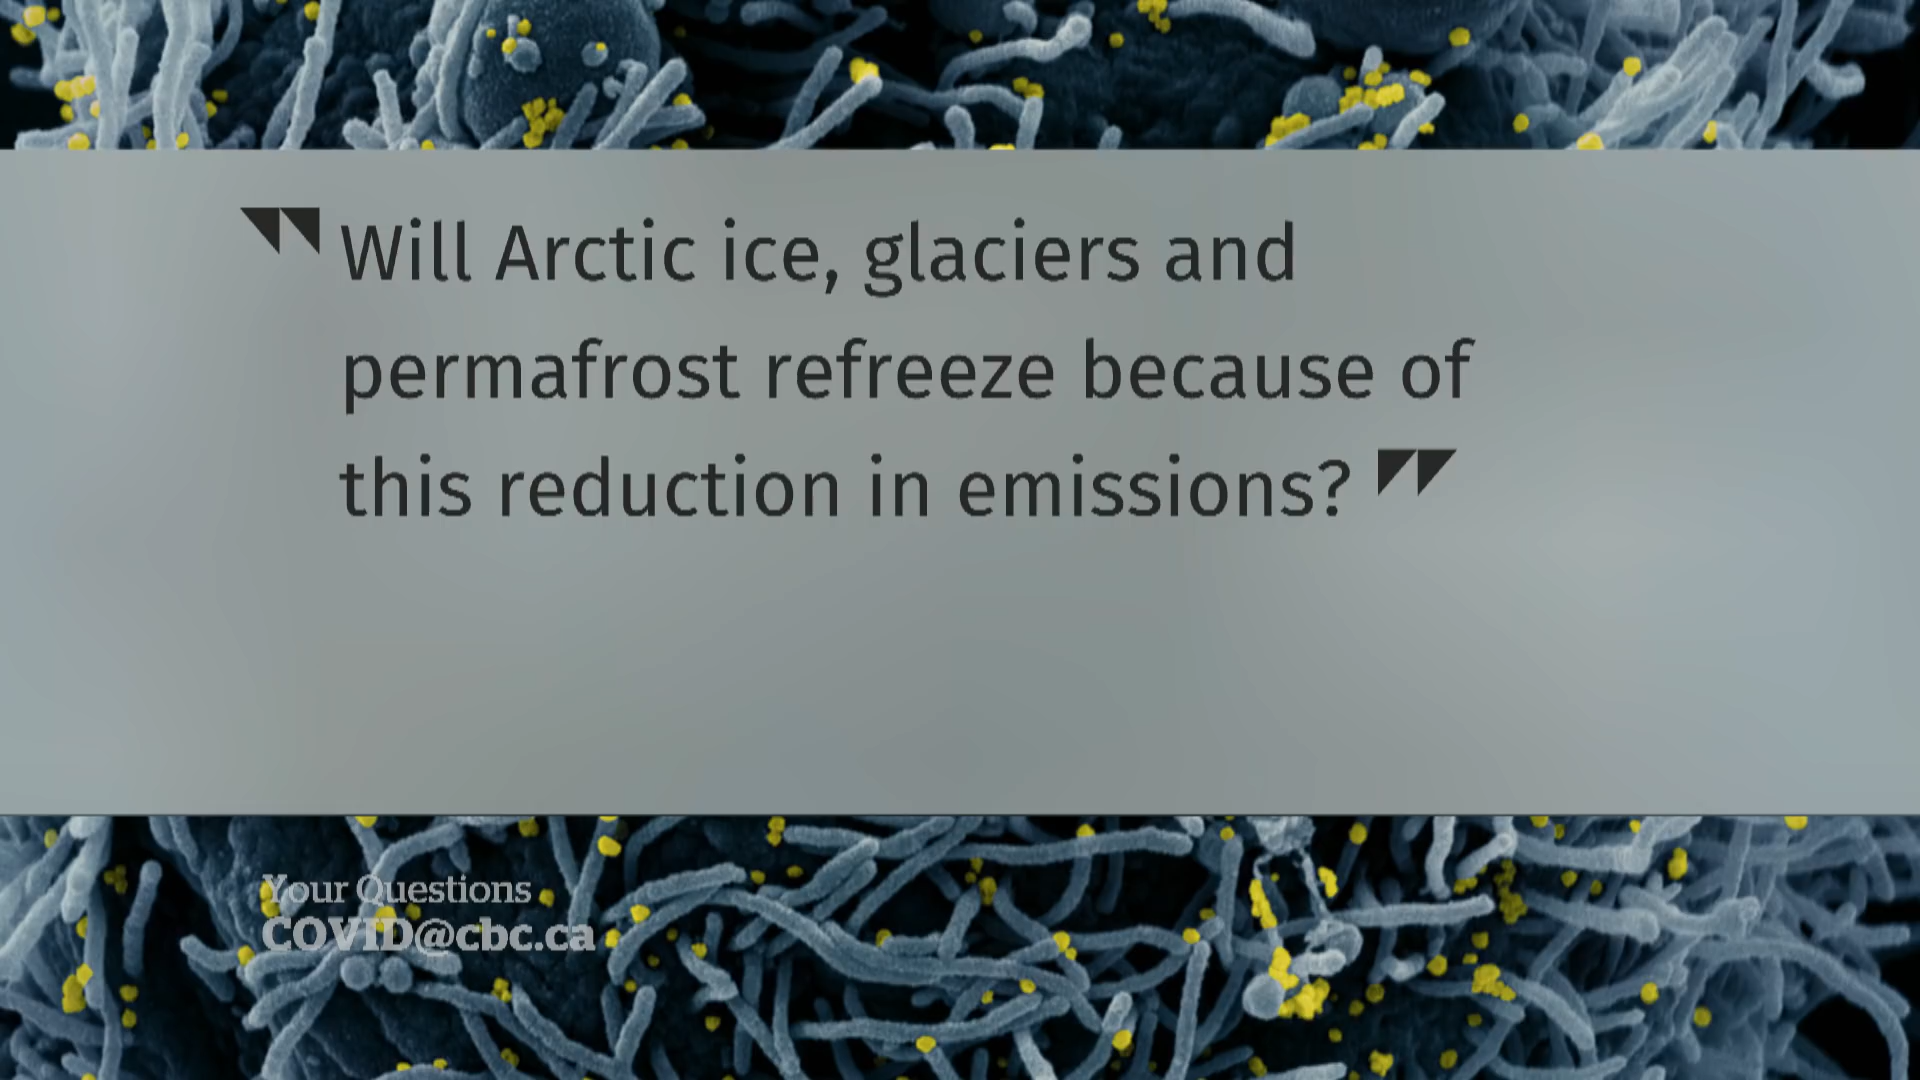 Will Arctic ice, glaciers and
permafrost refreeze because of
this reduction in emissions?
Your Questions
COVID@cbc.ca